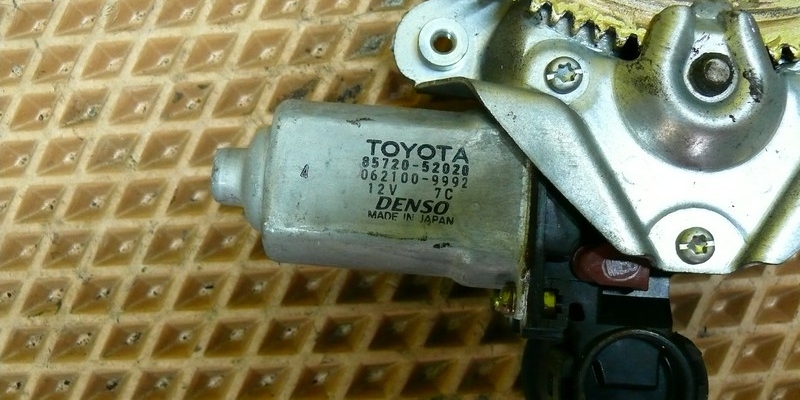 TOYOTA
85720-52020
062100-9992
12V 7C
DENSO
MADE IN JAPAN